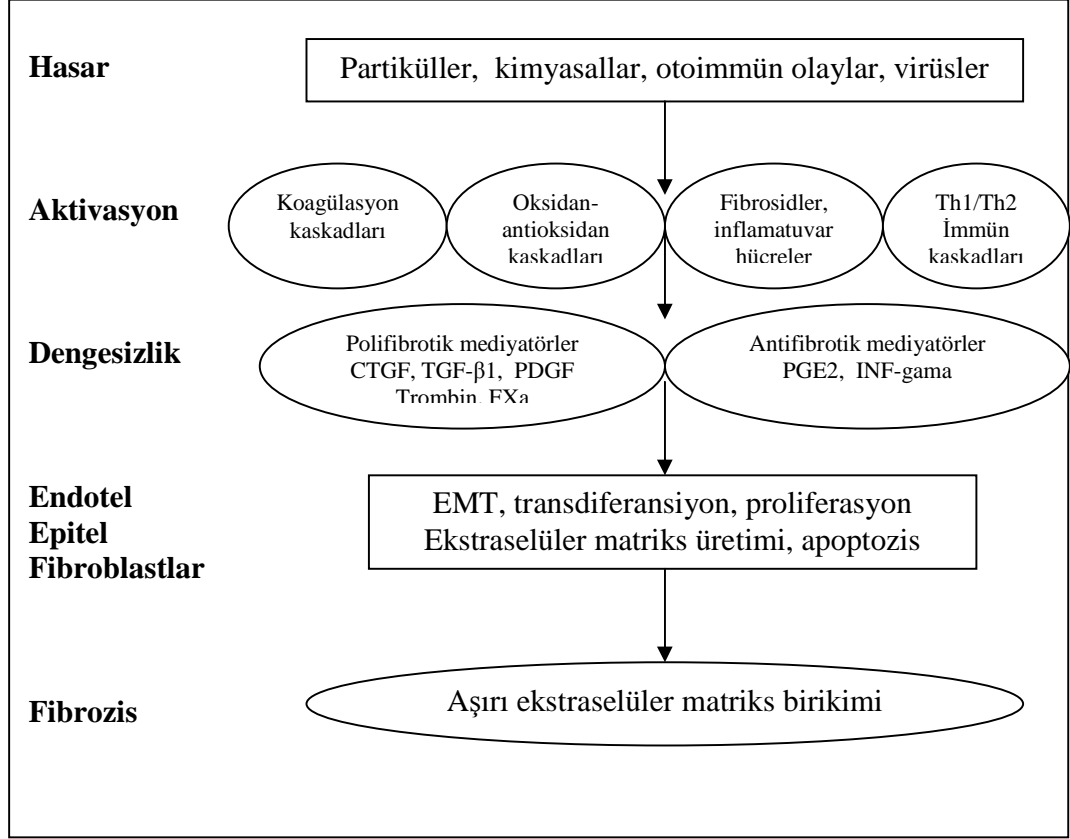 Hasar
Partiküller, kimyasallar, otoimmün olaylar, virüsler
Aktivasyon
Koagülasyon
kaskadları
Oksidan-
antioksidan
kaskadları
Fibrosidler,
inflamatuvar
hücreler
Th1/Th2
İmmün
kaskadları
Dengesizlik
Polifibrotik mediyatörler
CTGF, TGF-β1, PDGF
Trombin, FXa
Antifibrotik mediyatörler
PGE2, INF-gama
Endotel
Epitel
Fibroblastlar
EMT, transdiferansiyon, proliferasyon
Ekstraselüler matriks üretimi, apoptozis
Fibrozis
Aşırı ekstraselüler matriks birikimi